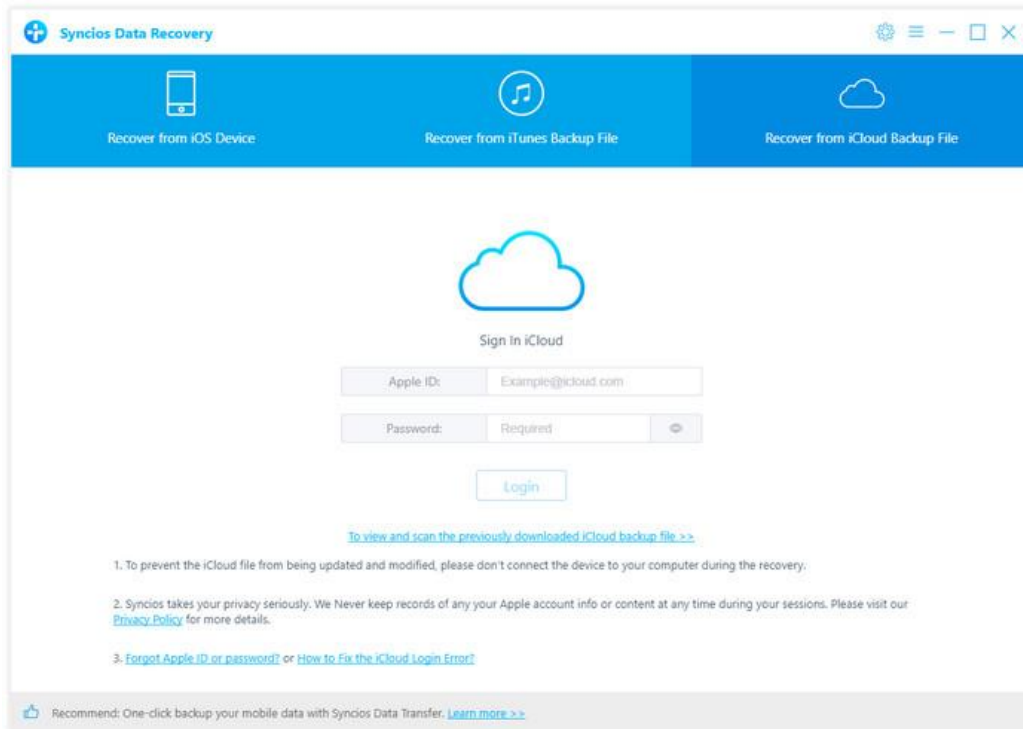 Syncios Data Recovery
Recover from iOS Device
Recover from iTunes Backup File
Recover from iCloud Backup File
Sign In iCloud
Apple ID: Example@icloud.com
Password: Required
Login
To view and scan the previously downloaded iCloud backup file >>
1. To prevent the iCloud file from being updated and modified, please don't connect the device to your computer during the recovery.
2. Syncios takes your privacy seriously. We Never keep records of any your Apple account info or content at any time during your sessions. Please visit our
Privacy Policy for more details.
3. Forgot Apple ID or password? or How to Fix the iCloud Login Error?
Recommend: One-click backup your mobile data with Syncios Data Transfer. Learn more >>